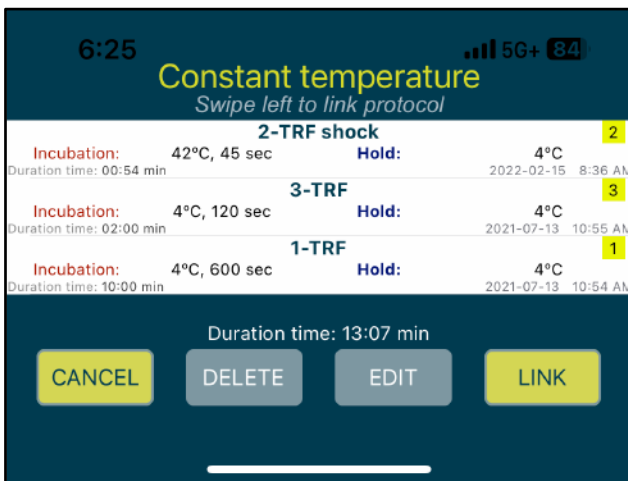 6:25 5G+ 84
Constant temperature
Swipe left to link protocol
2-TRF shock 2
Incubation: 42ºC, 45 sec Hold: 4ºC
Duration time: 00:54 min 2022-02-15 8:36 AM
3-TRF 3
Incubation: 4ºC, 120 sec Hold: 4ºC
Duration time: 02:00 min 2021-07-13 10:55 AM
1-TRF 1
Incubation: 4ºC, 600 sec Hold: 4ºC
Duration time: 10:00 min 2021-07-13 10:54 AM
Duration time: 13:07 min
CANCEL DELETE EDIT LINK